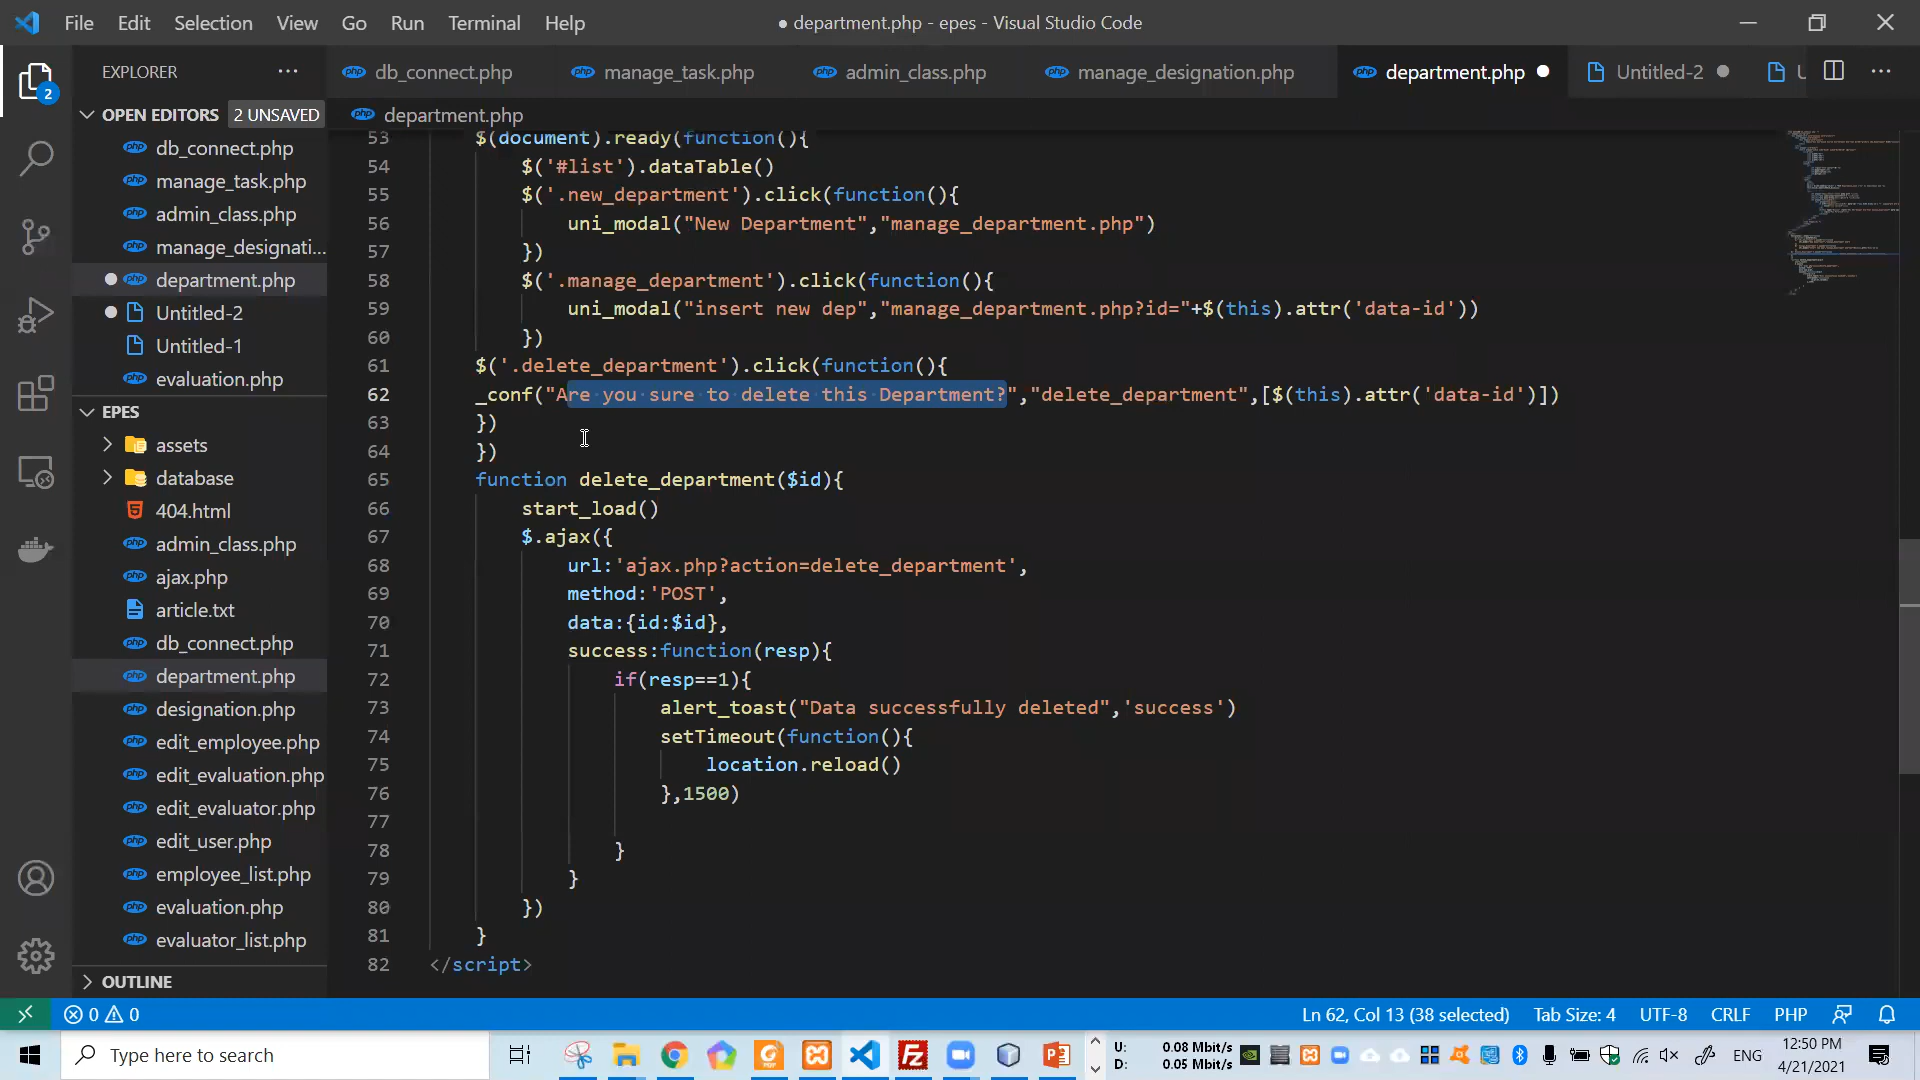 File Edit Selection View Go Run Terminal Help
● department.php - epes - Visual Studio Code
EXPLORER
db_connect.php manage_task.php admin_class.php manage_designation.php department.php Untitled-2
OPEN EDITORS 2 UNSAVED
department.php
db_connect.php
manage_task.php
admin_class.php
manage_designati...
department.php
Untitled-2
Untitled-1
evaluation.php
EPES
assets
database
404.html
admin_class.php
ajax.php
article.txt
db_connect.php
department.php
designation.php
edit_employee.php
edit_evaluation.php
edit_evaluator.php
edit_user.php
employee_list.php
evaluation.php
evaluator_list.php
OUTLINE
2
53 $(document).ready(function(){
54 $('#list').dataTable()
55 $('.new_department').click(function(){
56 uni_modal("New Department","manage_department.php")
57 })
58 $('.manage_department').click(function(){
59 uni_modal("insert new dep","manage_department.php?id="+$(this).attr('data-id'))
60 })
61 $('.delete_department').click(function(){
62 _conf("Are you sure to delete this Department?","delete_department",[$(this).attr('data-id')])
63 })
64 })
65 function delete_department($id){
66 start_load()
67 $.ajax({
68 url:'ajax.php?action=delete_department',
69 method:'POST',
70 data:{id:$id},
71 success:function(resp){
72 if(resp==1){
73 alert_toast("Data successfully deleted",'success')
74 setTimeout(function(){
75 location.reload()
76 },1500)
77
78 }
79 }
80 })
81 }
82 </script>
0 0
Ln 62, Col 13 (38 selected) Tab Size: 4 UTF-8 CRLF PHP
Type here to search
U: 0.08 Mbit/s
D: 0.05 Mbit/s
ENG
12:50 PM
4/21/2021